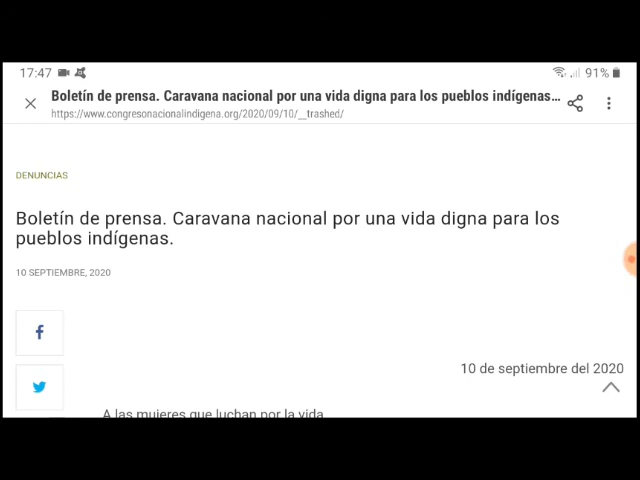 17:47
91%
Boletín de prensa. Caravana nacional por una vida digna para los pueblos indígenas...
https://www.congresonacionalindigena.org/2020/09/10/__trashed/
DENUNCIAS
Boletín de prensa. Caravana nacional por una vida digna para los
pueblos indígenas.
10 SEPTIEMBRE, 2020
10 de septiembre del 2020
A las mujeres que luchan por la vida